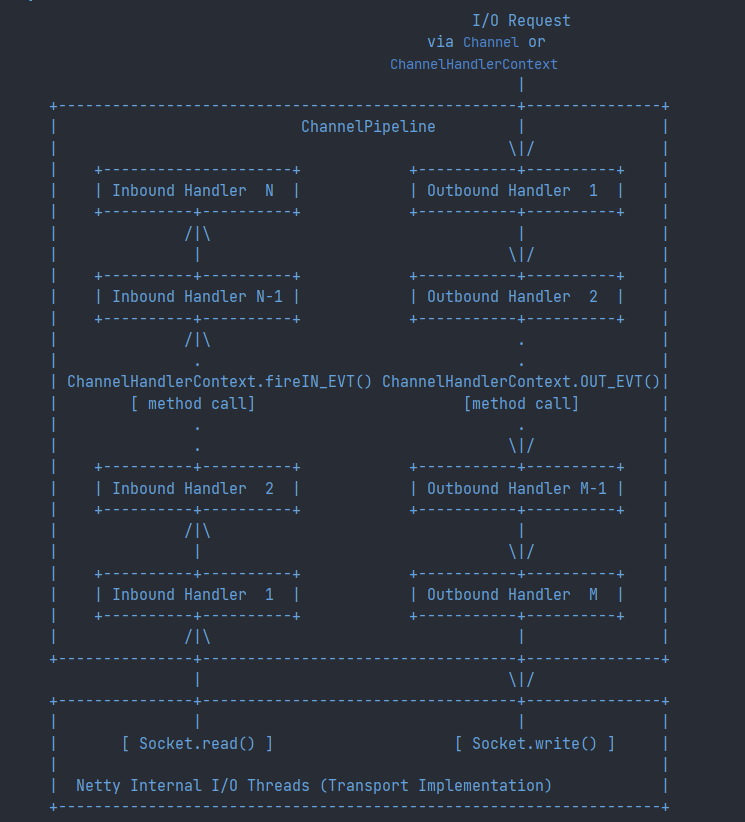 I/O Request
                                          via Channel or
                                      ChannelHandlerContext
                                                    |
+---------------------------------------------------+---------------+
|                           ChannelPipeline         |               |
|                                                  \|/              |
|    +---------------------+            +-----------+----------+    |
|    | Inbound Handler  N  |            | Outbound Handler  1  |    |
|    +----------+----------+            +-----------+----------+    |
|              /|\                                  |               |
|               |                                  \|/              |
|    +----------+----------+            +-----------+----------+    |
|    | Inbound Handler N-1 |            | Outbound Handler  2  |    |
|    +----------+----------+            +-----------+----------+    |
|              /|\                                  .               |
|               .                                   .               |
| ChannelHandlerContext.fireIN_EVT() ChannelHandlerContext.OUT_EVT()|
|        [ method call]                       [method call]         |
|               .                                   .               |
|               .                                  \|/              |
|    +----------+----------+            +-----------+----------+    |
|    | Inbound Handler  2  |            | Outbound Handler M-1 |    |
|    +----------+----------+            +-----------+----------+    |
|              /|\                                  |               |
|               |                                  \|/              |
|    +----------+----------+            +-----------+----------+    |
|    | Inbound Handler  1  |            | Outbound Handler  M  |    |
|    +----------+----------+            +-----------+----------+    |
|              /|\                                  |               |
+---------------+-----------------------------------+---------------+
                |                                  \|/
+---------------+-----------------------------------+---------------+
|               |                                   |               |
|       [ Socket.read() ]                    [ Socket.write() ]     |
|                                                                   |
|  Netty Internal I/O Threads (Transport Implementation)            |
+-------------------------------------------------------------------+